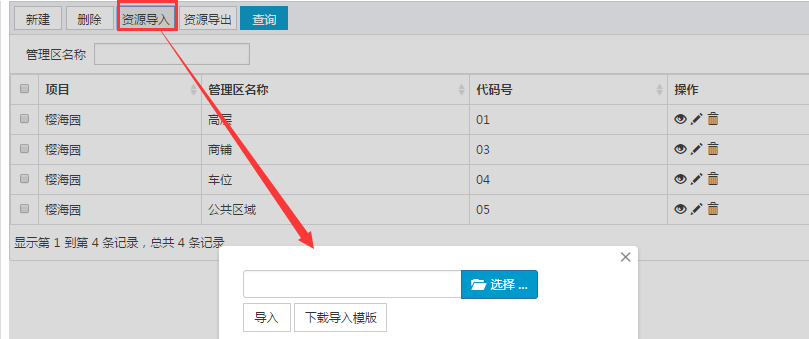 新建 删除 资源导入 资源导出 查询
管理区名称
项目 管理区名称 代码号 操作
樱海园 高层 01
樱海园 商铺 03
樱海园 车位 04
樱海园 公共区域 05
显示第 1 到第 4 条记录，总共 4 条记录
选择 ...
导入 下载导入模版